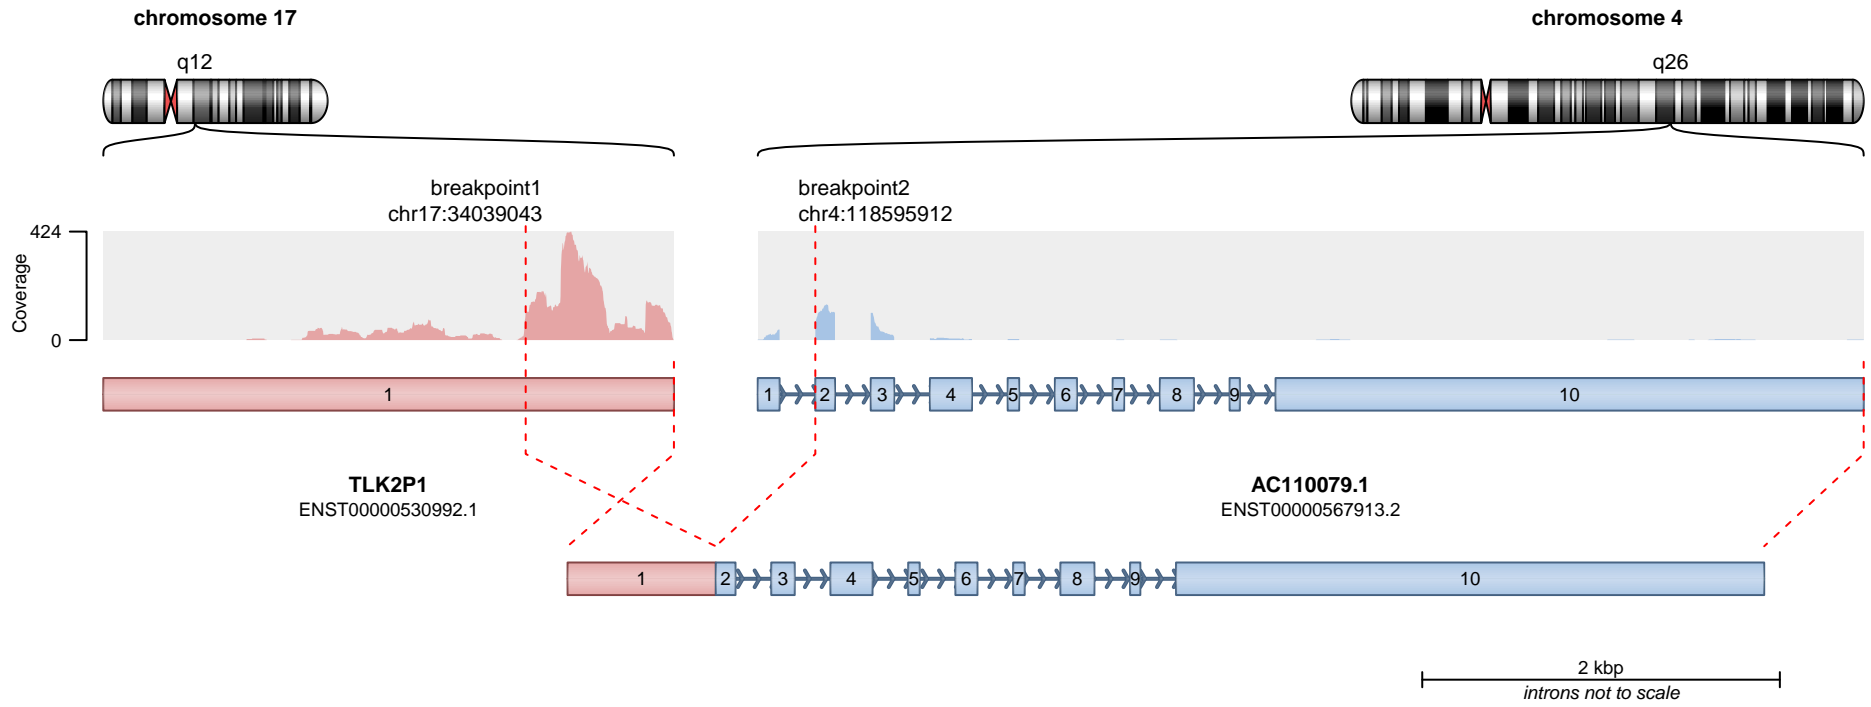 chromosome 17
chromosome 4
q12
q26
breakpoint1
chr17:34039043
breakpoint2
chr4:118595912
424
0
Coverage
1
1 2 3 4 5 6 7 8 9 10
TLK2P1
ENST00000530992.1
AC110079.1
ENST00000567913.2
1 2 3 4 5 6 7 8 9 10
2 kbp
introns not to scale